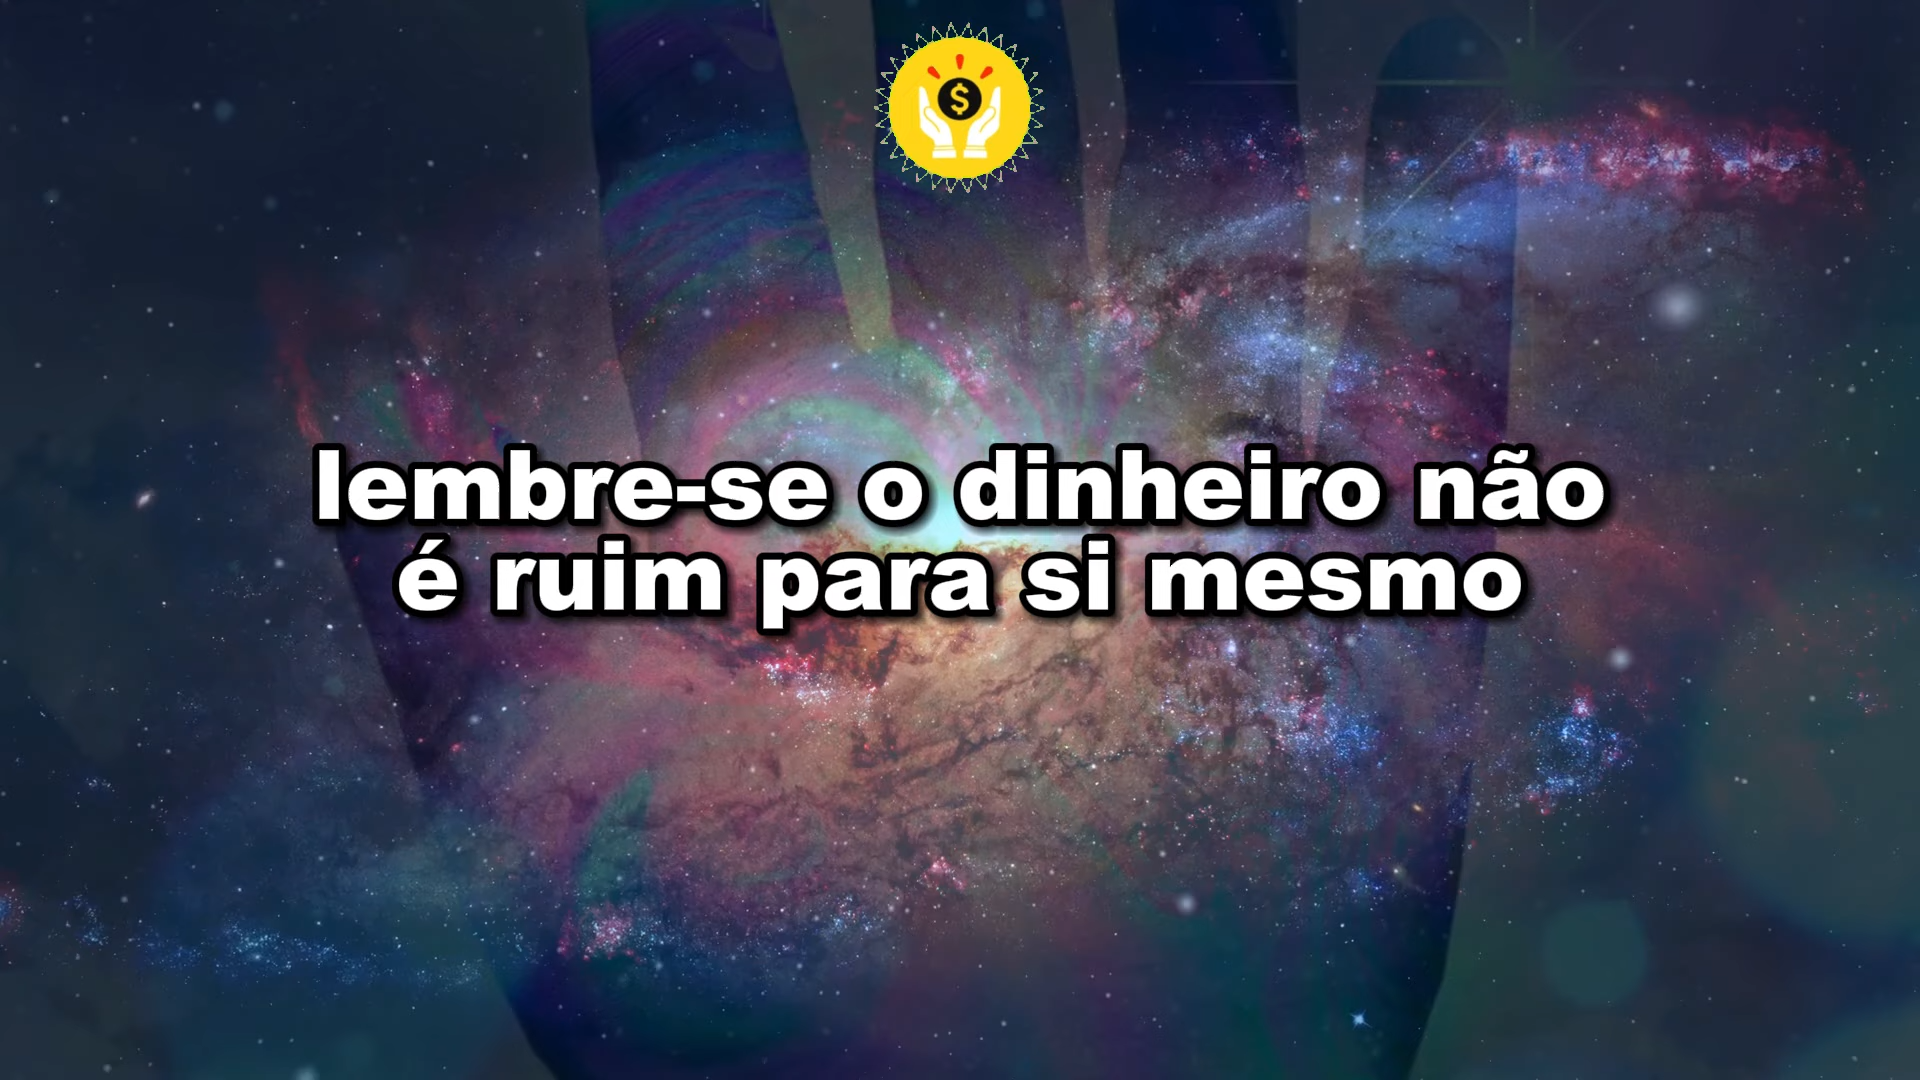 $
lembre-se o dinheiro não
é ruim para si mesmo